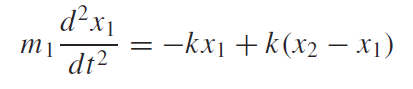 m₁ d²x₁/dt² = −kx₁ + k(x₂ − x₁)